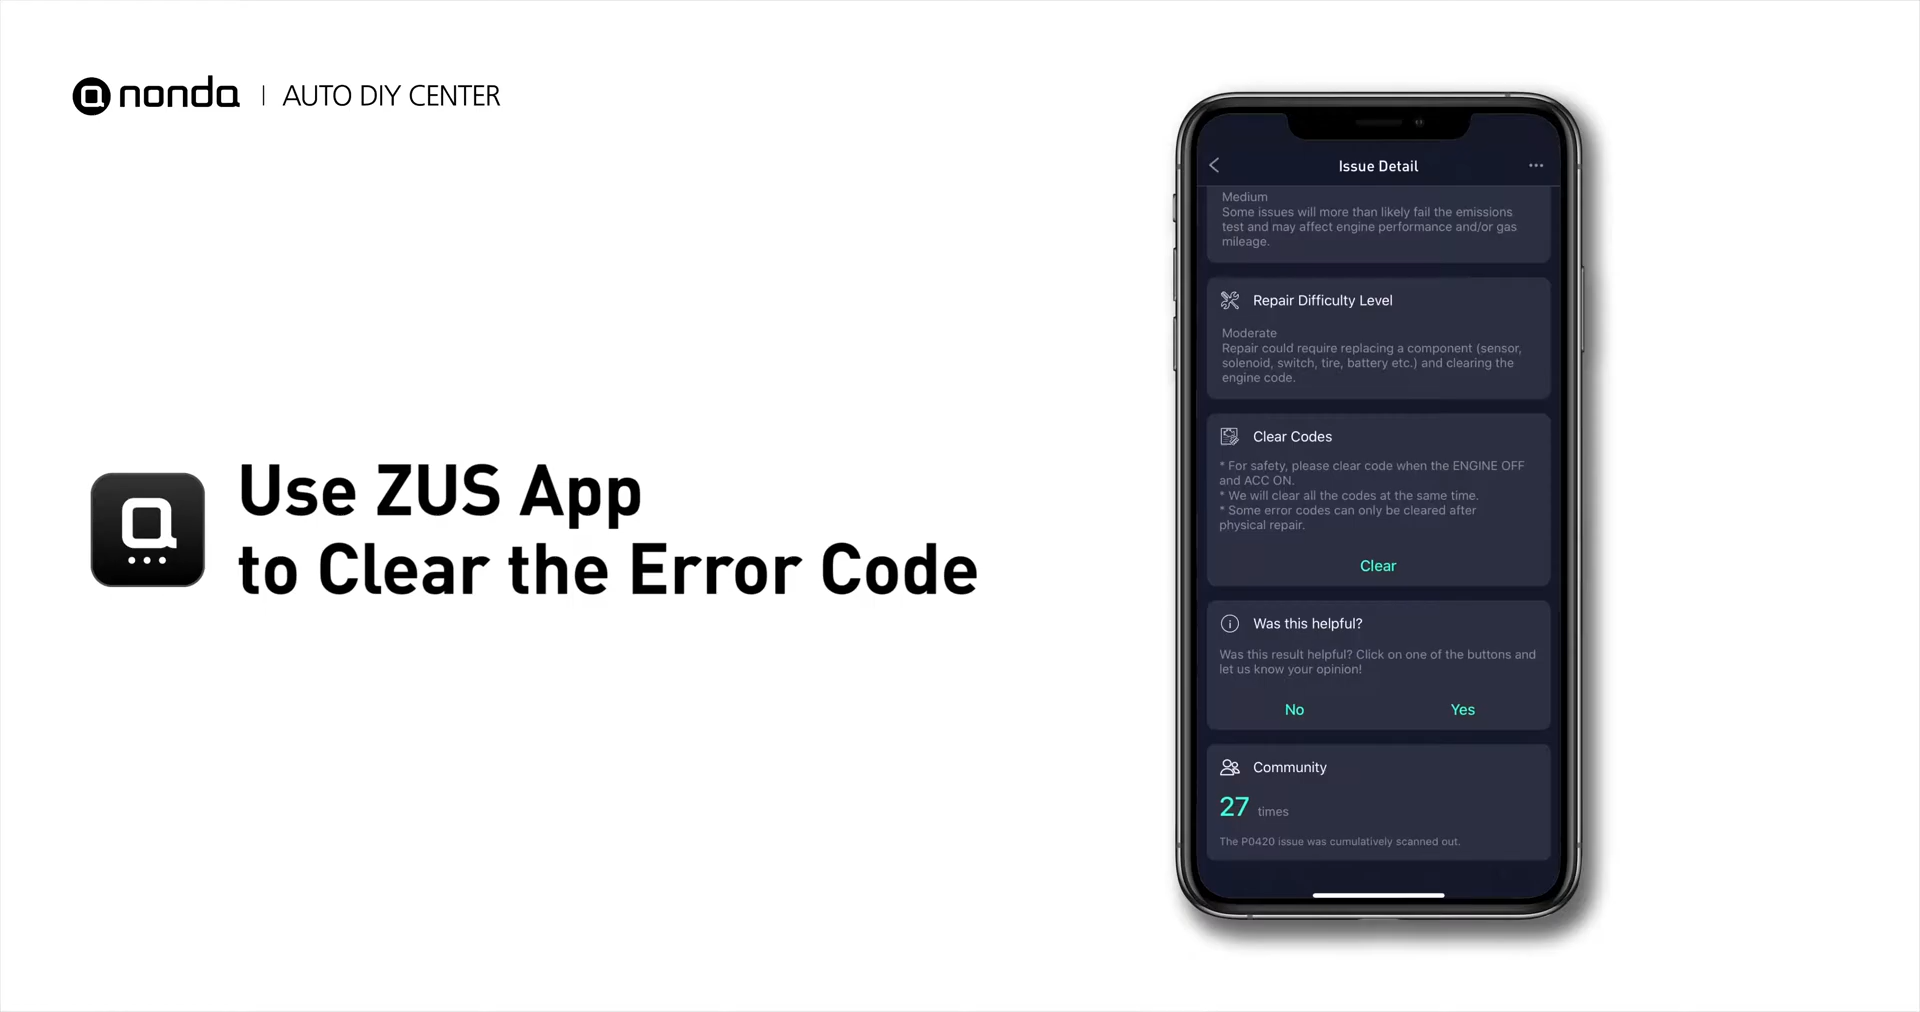 nonda | AUTO DIY CENTER
Use ZUS App
to Clear the Error Code
Issue Detail
Medium
Some issues will more than likely fail the emissions
test and may affect engine performance and/or gas
mileage.
Repair Difficulty Level
Moderate
Repair could require replacing a component (sensor,
solenoid, switch, tire, battery etc.) and clearing the
engine code.
Clear Codes
* For safety, please clear code when the ENGINE OFF
and ACC ON.
* We will clear all the codes at the same time.
* Some error codes can only be cleared after
physical repair.
Clear
Was this helpful?
Was this result helpful? Click on one of the buttons and
let us know your opinion!
No Yes
Community
27 times
The P0420 issue was cumulatively scanned out.